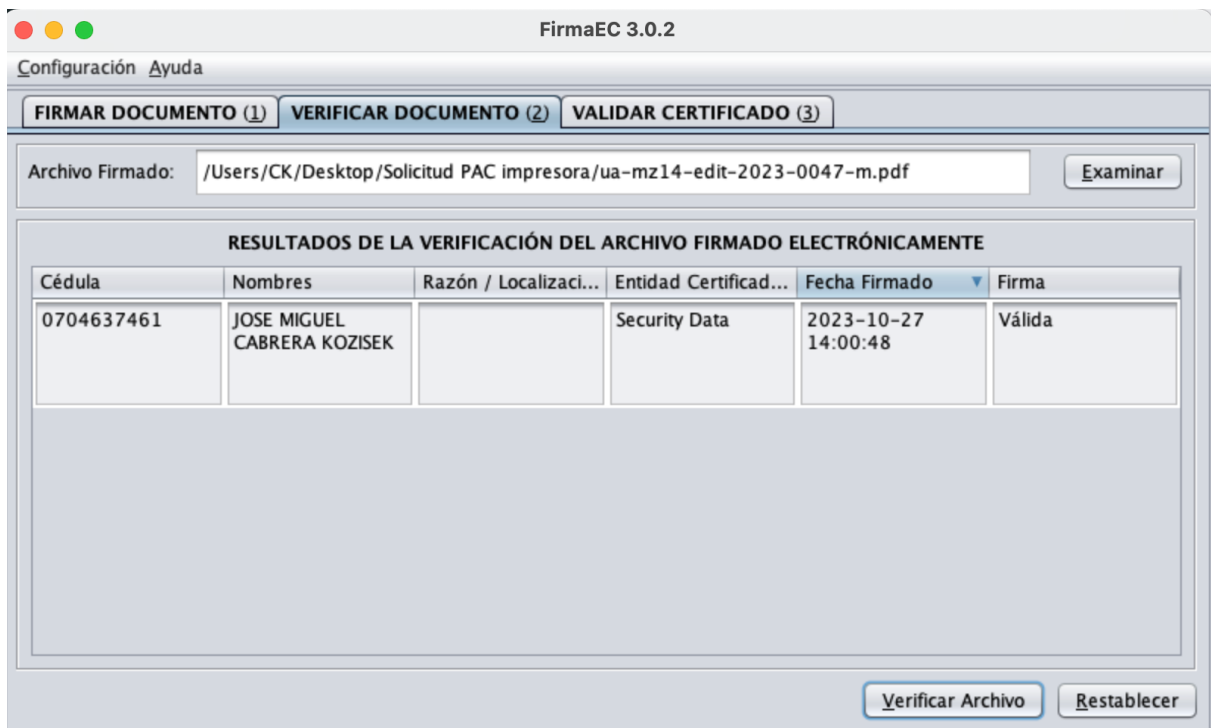 FirmaEC 3.0.2
Configuración Ayuda
FIRMAR DOCUMENTO (1) VERIFICAR DOCUMENTO (2) VALIDAR CERTIFICADO (3)
Archivo Firmado: /Users/CK/Desktop/Solicitud PAC impresora/ua-mz14-edit-2023-0047-m.pdf Examinar
RESULTADOS DE LA VERIFICACIÓN DEL ARCHIVO FIRMADO ELECTRÓNICAMENTE
Cédula Nombres Razón / Localizaci... Entidad Certificad... Fecha Firmado Firma
0704637461 JOSE MIGUEL Security Data 2023-10-27 Válida
CABRERA KOZISEK 14:00:48
Verificar Archivo Restablecer